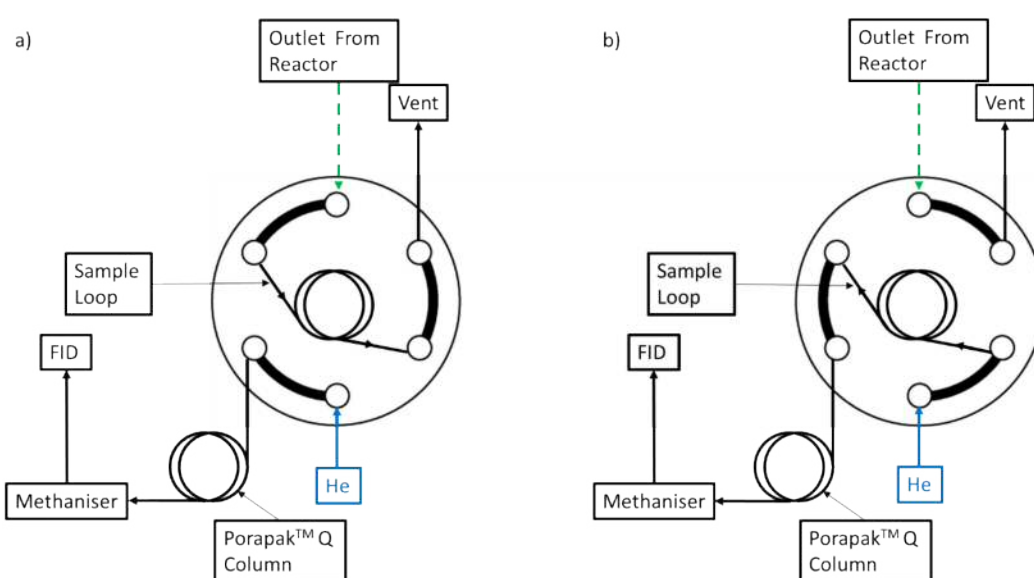 a)
Outlet From
Reactor
Vent
Sample
Loop
FID
Methaniser
He
Porapak™ Q
Column
b)
Outlet From
Reactor
Vent
Sample
Loop
FID
Methaniser
He
Porapak™ Q
Column